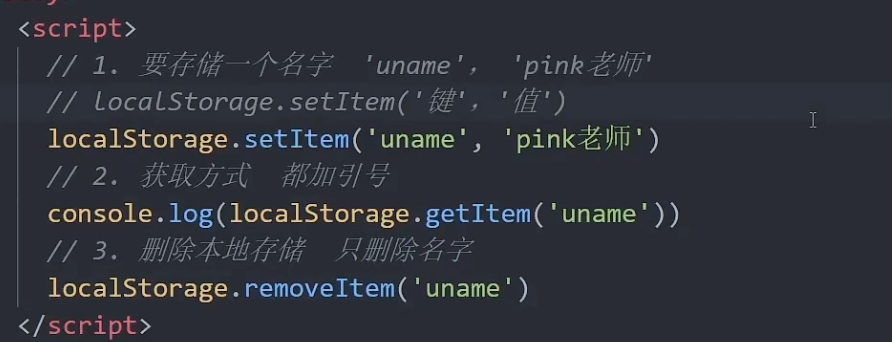 <script>
// 1. 要存储一个名字  'uname',  'pink老师'
// localStorage.setItem('键','值')
localStorage.setItem('uname', 'pink老师')
// 2. 获取方式  都加引号
console.log(localStorage.getItem('uname'))
// 3. 删除本地存储  只删除名字
localStorage.removeItem('uname')
</script>